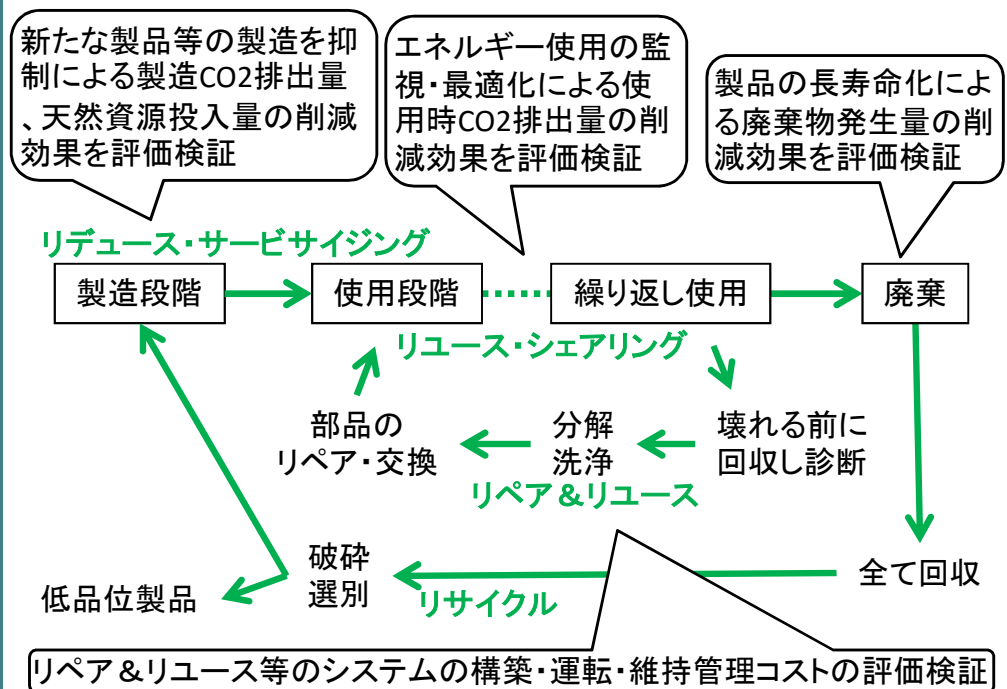 新たな製品等の製造を抑
制による製造CO2排出量
、天然資源投入量の削減
効果を評価検証
エネルギー使用の監
視・最適化による使
用時CO2排出量の削
減効果を評価検証
製品の長寿命化によ
る廃棄物発生量の削
減効果を評価検証
リデュース・サービサイジング
製造段階
使用段階
繰り返し使用
廃棄
リユース・シェアリング
部品の
リペア・交換
分解
洗浄
壊れる前に
回収し診断
リペア&リユース
低品位製品
破砕
選別
リサイクル
全て回収
リペア&リユース等のシステムの構築・運転・維持管理コストの評価検証